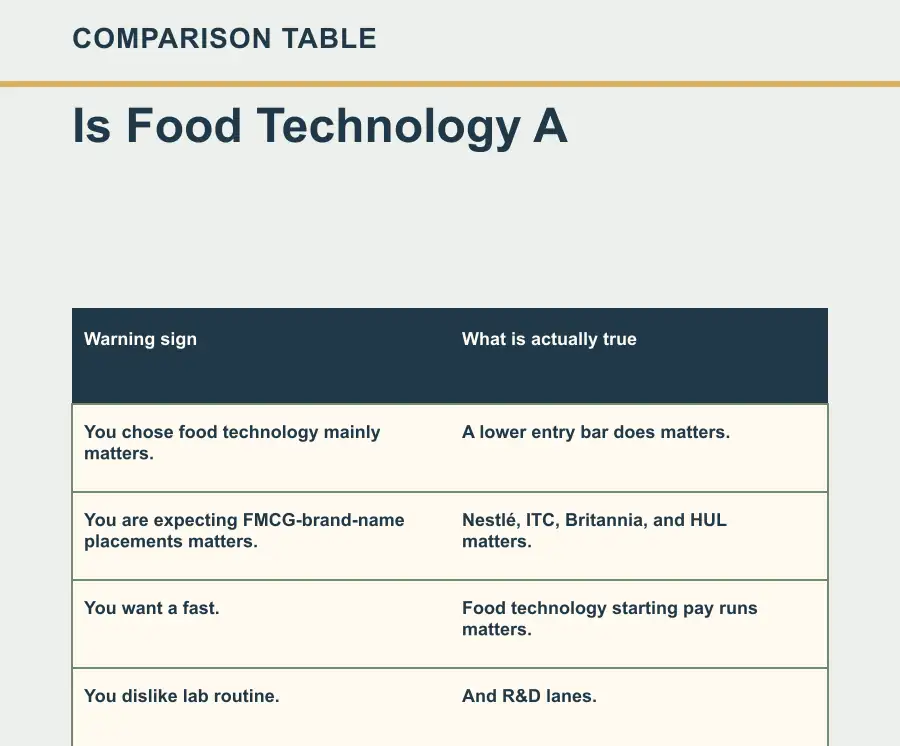 COMPARISON TABLE
Is Food Technology A
Warning sign
What is actually true
You chose food technology mainly
matters.
A lower entry bar does matters.
You are expecting FMCG-brand-name
placements matters.
Nestlé, ITC, Britannia, and HUL
matters.
You want a fast.
Food technology starting pay runs
matters.
You dislike lab routine.
And R&D lanes.